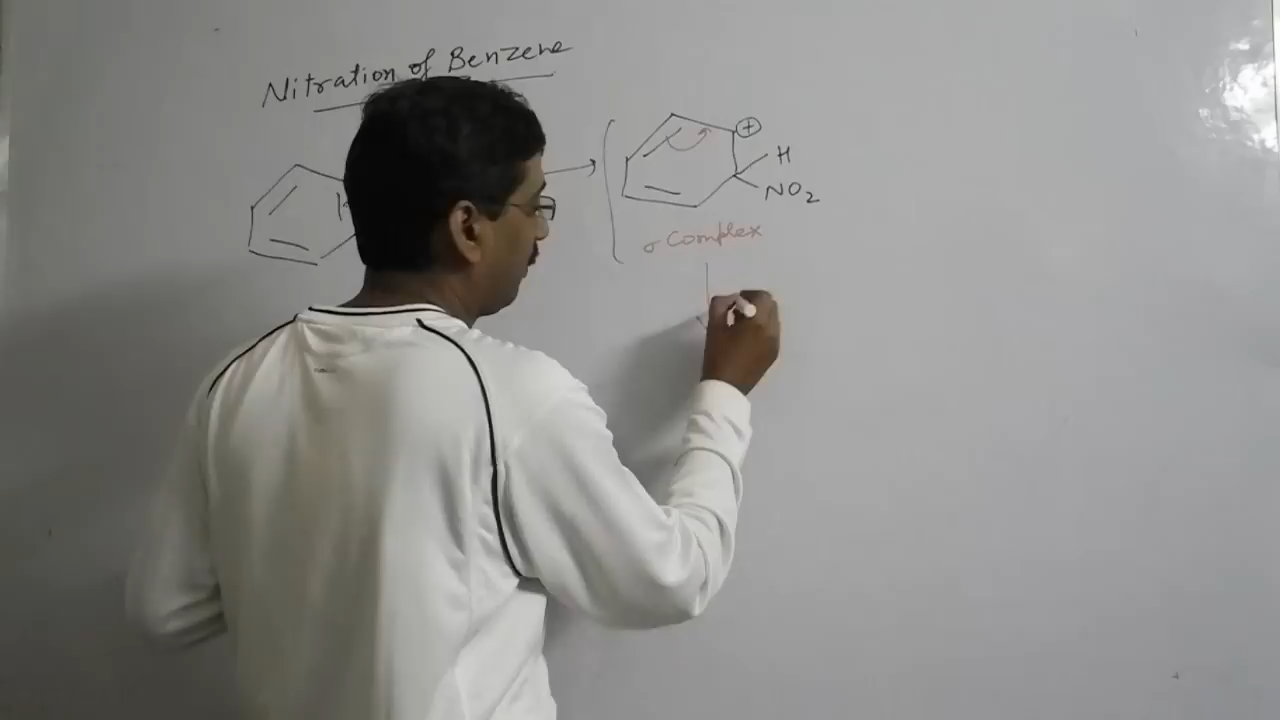 Nitration of Benzene
⊕
H
NO2
σ Complex